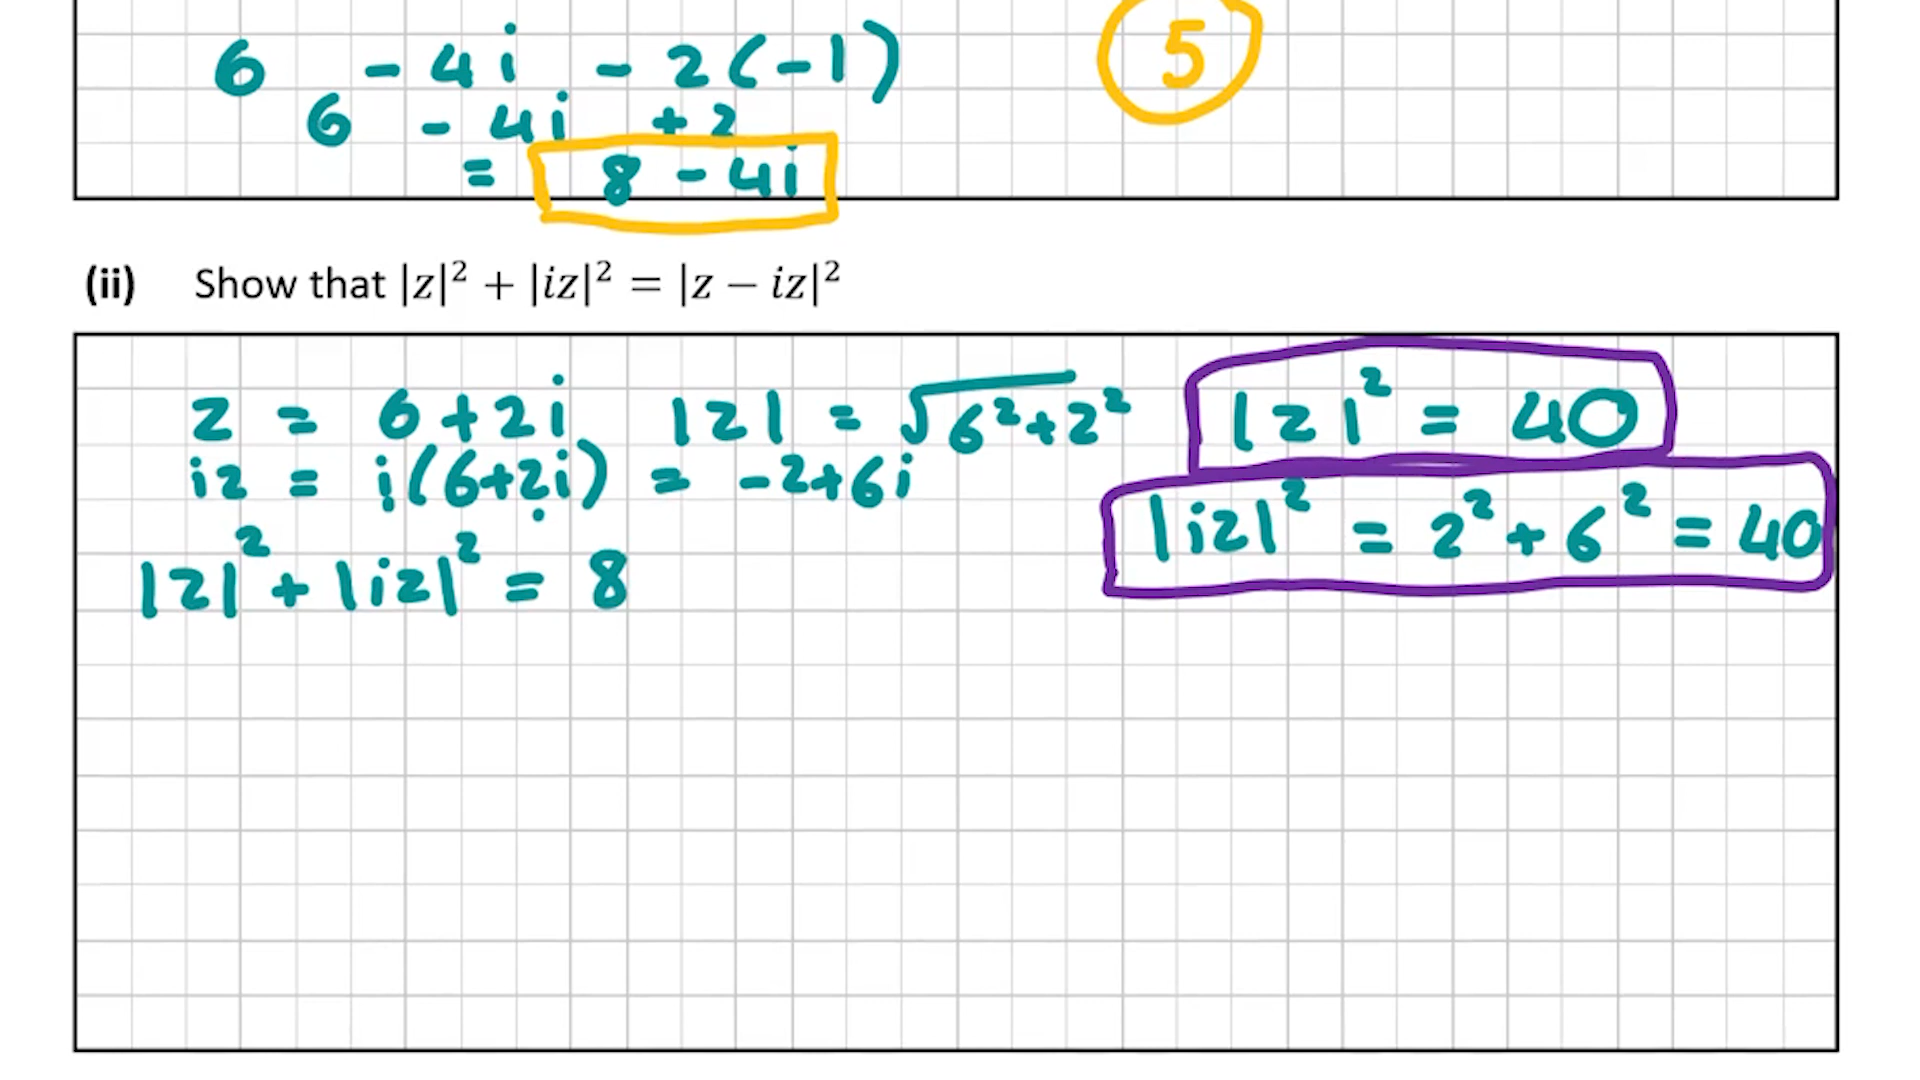 6 - 4i - 2(-1)
5
6 - 4i + 2
= 8 - 4i
(ii) Show that |z|² + |iz|² = |z − iz|²
z = 6+2i |z| = √6²+2² |z|² = 40
iz = i(6+2i) = -2+6i
|iz|² = 2² + 6² = 40
|z|² + |iz|² = 8